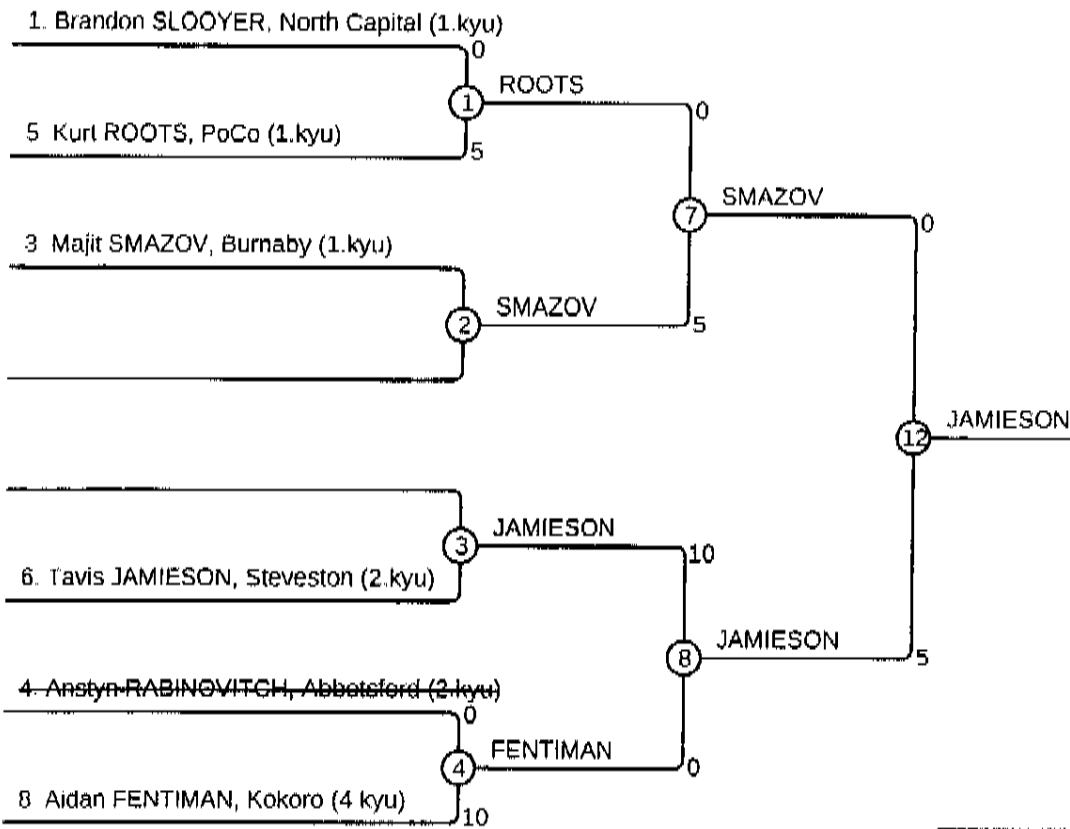 1. Brandon SLOOYER, North Capital (1.kyu)
0
1
ROOTS
0
5 Kurt ROOTS, PoCo (1.kyu)
5
7
SMAZOV
0
3 Majit SMAZOV, Burnaby (1.kyu)
2
SMAZOV
5
12
JAMIESON
3
JAMIESON
10
6. Tavis JAMIESON, Steveston (2.kyu)
8
JAMIESON
5
4. Anstyn RABINOVITCH, Abbotsford (2.kyu)
0
4
FENTIMAN
0
8 Aidan FENTIMAN, Kokoro (4 kyu)
10